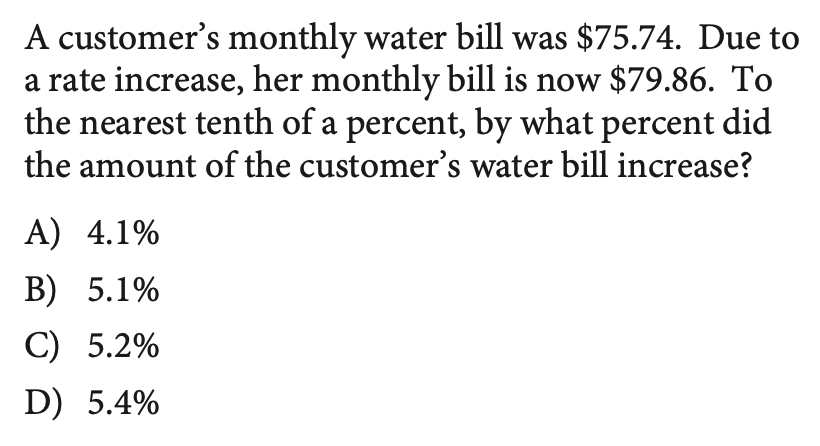 A customer’s monthly water bill was $75.74. Due to
a rate increase, her monthly bill is now $79.86. To
the nearest tenth of a percent, by what percent did
the amount of the customer’s water bill increase?
A) 4.1%
B) 5.1%
C) 5.2%
D) 5.4%